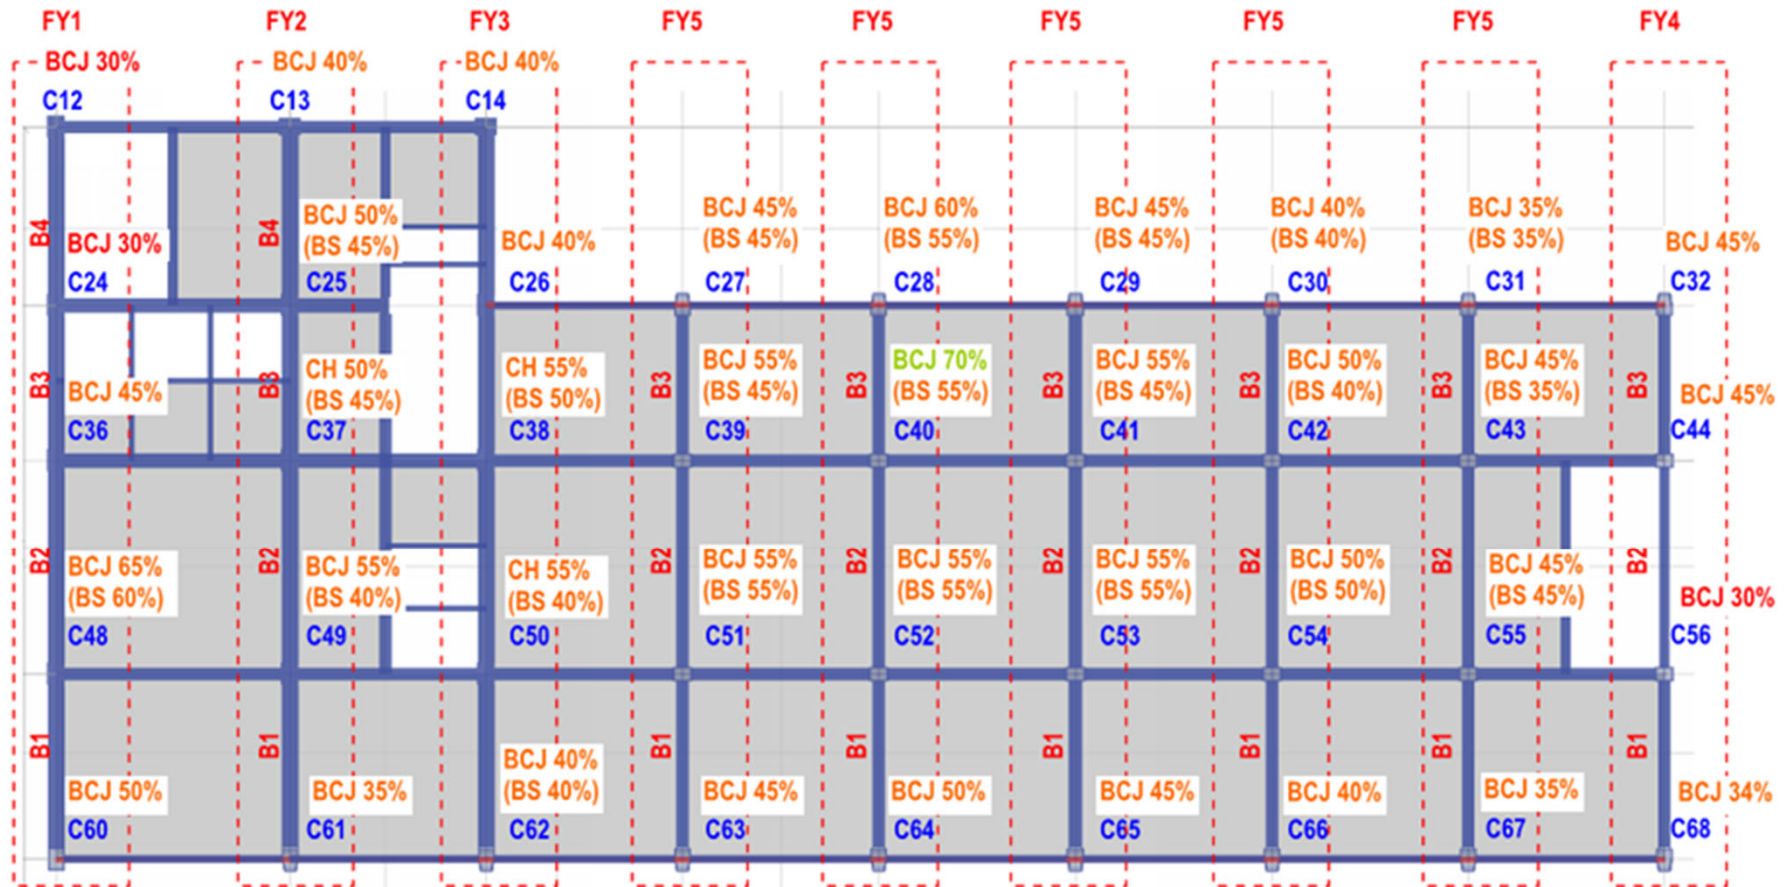 FY1 FY2 FY3 FY5 FY5 FY5 FY5 FY5 FY4
BCJ 30% BCJ 40% BCJ 40%
C12 C13 C14
BCJ 50% BCJ 45% BCJ 60% BCJ 45% BCJ 40% BCJ 35%
B4 BCJ 30% B4 (BS 45%) BCJ 40% (BS 45%) (BS 55%) (BS 45%) (BS 40%) (BS 35%) BCJ 45%
C24 C25 C26 C27 C28 C29 C30 C31 C32
CH 50% CH 55% BCJ 55% BCJ 70% BCJ 55% BCJ 50% BCJ 45%
B3 BCJ 45% B3 (BS 45%) (BS 50%) B3 (BS 45%) B3 (BS 55%) B3 (BS 45%) B3 (BS 40%) B3 (BS 35%) B3 BCJ 45%
C36 C37 C38 C39 C40 C41 C42 C43 C44
BCJ 65% BCJ 55% CH 55% BCJ 55% BCJ 55% BCJ 55% BCJ 50% BCJ 45%
B2 (BS 60%) B2 (BS 40%) (BS 40%) B2 (BS 55%) B2 (BS 55%) B2 (BS 55%) B2 (BS 50%) B2 (BS 45%) B2 BCJ 30%
C48 C49 C50 C51 C52 C53 C54 C55 C56
B1 B1 BCJ 40% B1 B1 B1 B1 B1 B1
BCJ 50% BCJ 35% (BS 40%) BCJ 45% BCJ 50% BCJ 45% BCJ 40% BCJ 35% BCJ 34%
C60 C61 C62 C63 C64 C65 C66 C67 C68